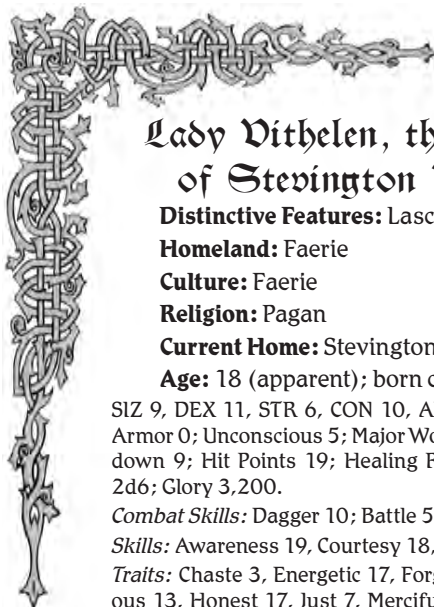 Lady Vithelen, th
of Stevington
Distinctive Features: Lasc
Homeland: Faerie
Culture: Faerie
Religion: Pagan
Current Home: Stevington
Age: 18 (apparent); born c
SIZ 9, DEX 11, STR 6, CON 10, A
Armor 0; Unconscious 5; Major Wo
down 9; Hit Points 19; Healing R
2d6; Glory 3,200.
Combat Skills: Dagger 10; Battle 5
Skills: Awareness 19, Courtesy 18,
Traits: Chaste 3, Energetic 17, Forg
ous 13, Honest 17, Just 7, Merciful